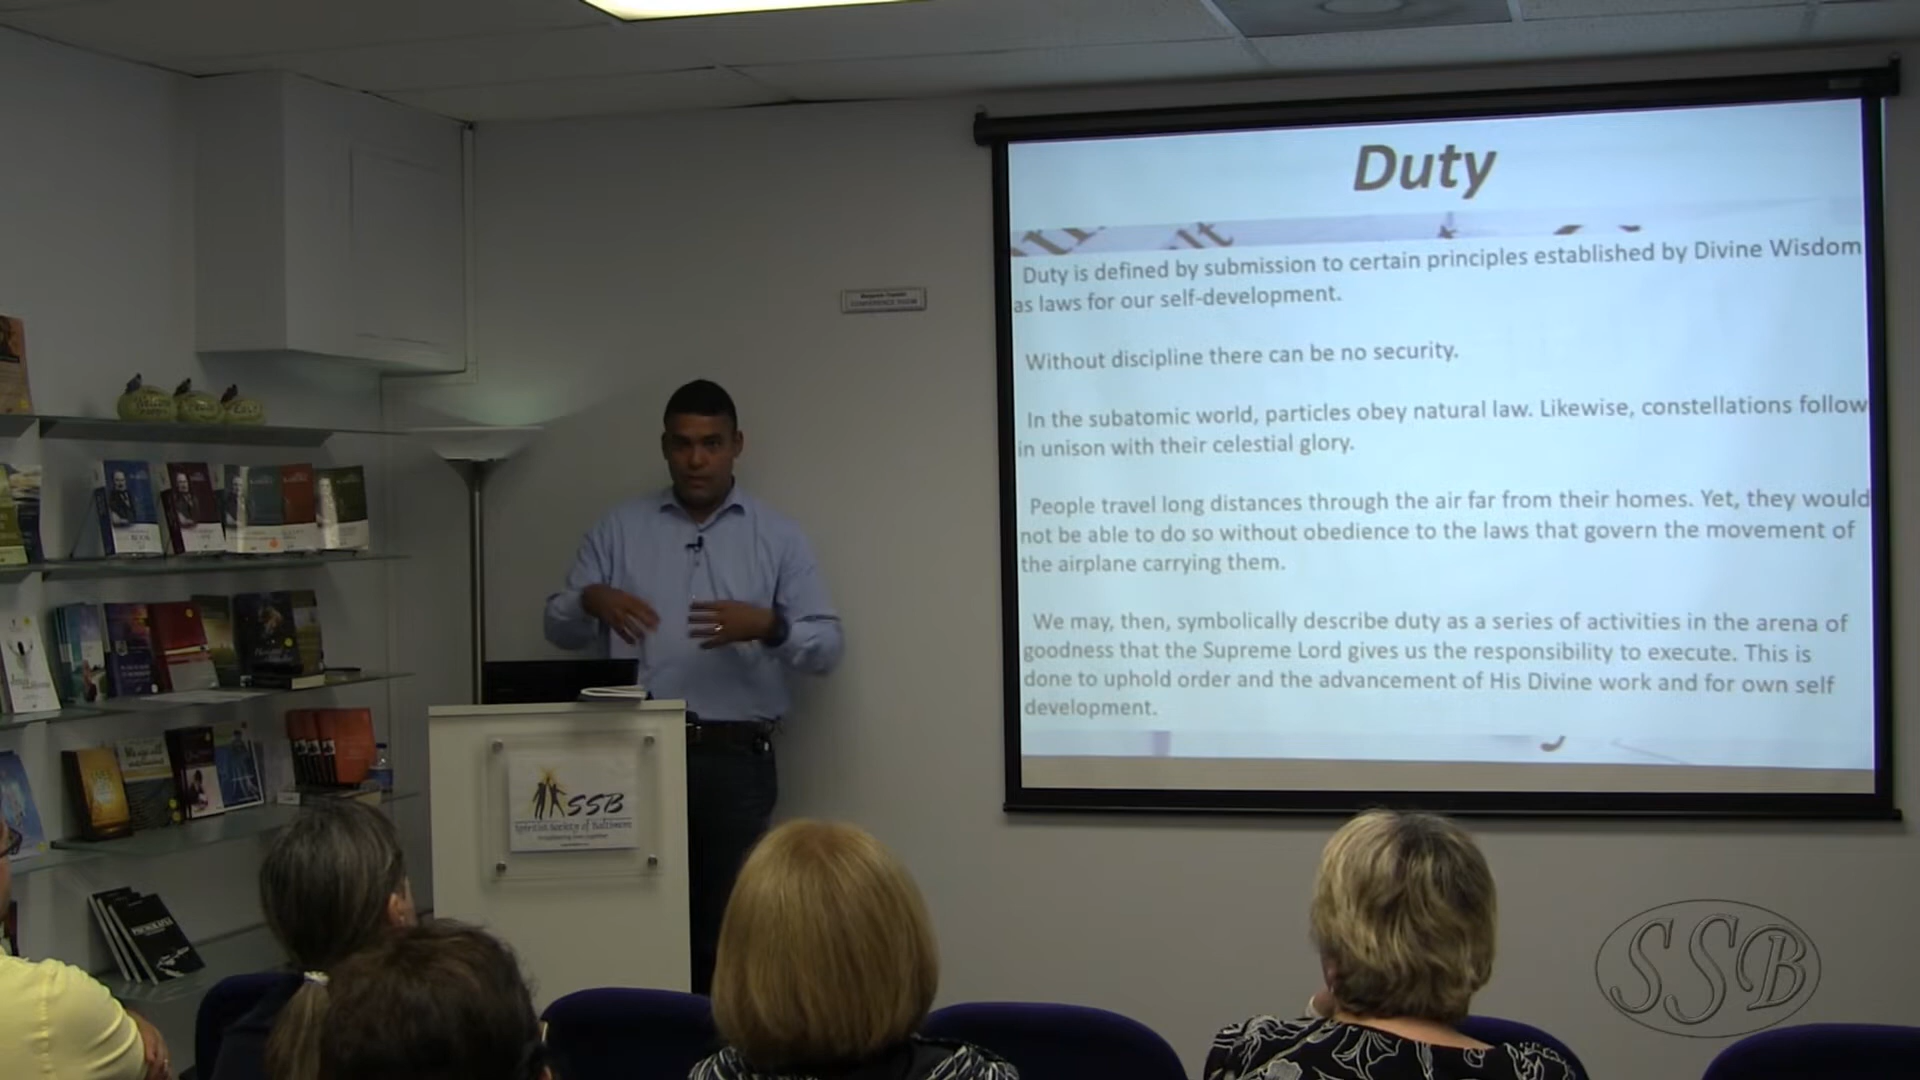 Duty
Duty is defined by submission to certain principles established by Divine Wisdom
as laws for our self-development.
Without discipline there can be no security.
In the subatomic world, particles obey natural law. Likewise, constellations follow
in unison with their celestial glory.
People travel long distances through the air far from their homes. Yet, they would
not be able to do so without obedience to the laws that govern the movement of
the airplane carrying them.
We may, then, symbolically describe duty as a series of activities in the arena of
goodness that the Supreme Lord gives us the responsibility to execute. This is
done to uphold order and the advancement of His Divine work and for own self
development.
CONFERENCE ROOM
SSB
Spiritist Society of Baltimore
SSB